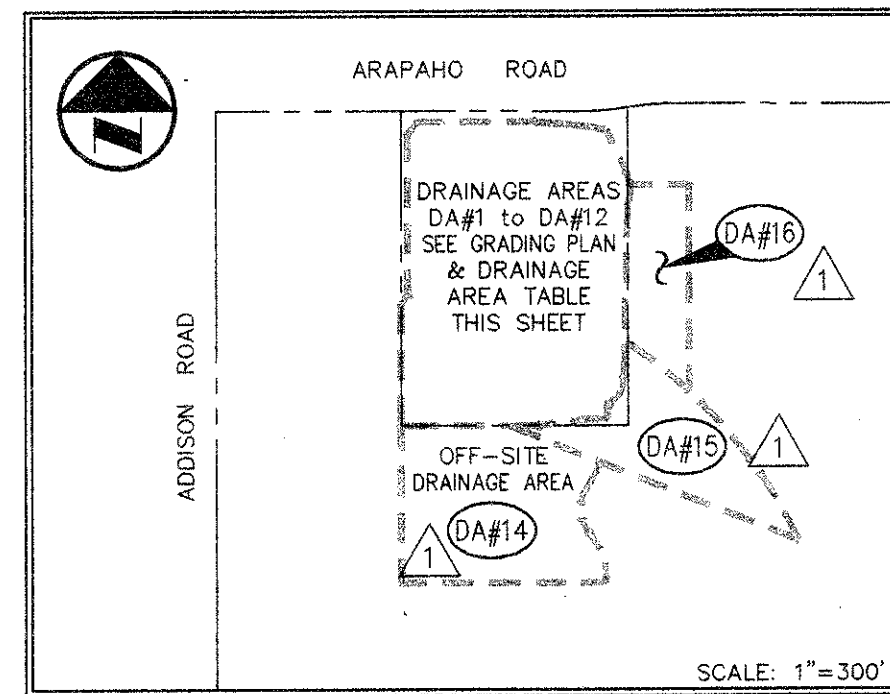 ARAPAHO ROAD
N
DRAINAGE AREAS
DA#1 to DA#12
SEE GRADING PLAN
& DRAINAGE
AREA TABLE
THIS SHEET
DA#16
1
ADDISON ROAD
DA#15
1
OFF-SITE
DRAINAGE AREA
DA#14
1
SCALE: 1"=300'